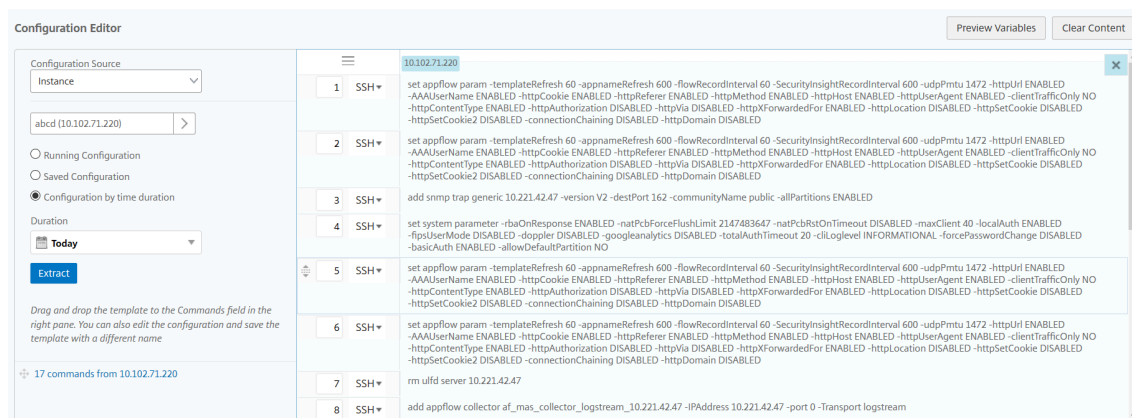 Configuration Editor
Preview Variables
Clear Content
Configuration Source
Instance
abcd (10.102.71.220)
Running Configuration
Saved Configuration
Configuration by time duration
Duration
Today
Extract
Drag and drop the template to the Commands field in the
right pane. You can also edit the configuration and save the
template with a different name
17 commands from 10.102.71.220
10.102.71.220
1 SSH set appflow param -templateRefresh 60 -appnameRefresh 600 -flowRecordInterval 60 -SecurityInsightRecordInterval 600 -udpPmtu 1472 -httpUrl ENABLED
-AAAUserName ENABLED -httpCookie ENABLED -httpReferer ENABLED -httpMethod ENABLED -httpHost ENABLED -httpUserAgent ENABLED -clientTrafficOnly NO
-httpContentType ENABLED -httpAuthorization DISABLED -httpVia DISABLED -httpXForwardedFor ENABLED -httpLocation DISABLED -httpSetCookie DISABLED
-httpSetCookie2 DISABLED -connectionChaining DISABLED -httpDomain DISABLED
2 SSH set appflow param -templateRefresh 60 -appnameRefresh 600 -flowRecordInterval 60 -SecurityInsightRecordInterval 600 -udpPmtu 1472 -httpUrl ENABLED
-AAAUserName ENABLED -httpCookie ENABLED -httpReferer ENABLED -httpMethod ENABLED -httpHost ENABLED -httpUserAgent ENABLED -clientTrafficOnly NO
-httpContentType ENABLED -httpAuthorization DISABLED -httpVia DISABLED -httpXForwardedFor ENABLED -httpLocation DISABLED -httpSetCookie DISABLED
-httpSetCookie2 DISABLED -connectionChaining DISABLED -httpDomain DISABLED
3 SSH add snmp trap generic 10.221.42.47 -version V2 -destPort 162 -communityName public -allPartitions ENABLED
4 SSH set system parameter -rbaOnResponse ENABLED -natPcbForceFlushLimit 2147483647 -natPcbRstOnTimeout DISABLED -maxClient 40 -localAuth ENABLED
-fipsUserMode DISABLED -doppler DISABLED -googleanalytics DISABLED -totalAuthTimeout 20 -cliLoglevel INFORMATIONAL -forcePasswordChange DISABLED
-basicAuth ENABLED -allowDefaultPartition NO
5 SSH set appflow param -templateRefresh 60 -appnameRefresh 600 -flowRecordInterval 60 -SecurityInsightRecordInterval 600 -udpPmtu 1472 -httpUrl ENABLED
-AAAUserName ENABLED -httpCookie ENABLED -httpReferer ENABLED -httpMethod ENABLED -httpHost ENABLED -httpUserAgent ENABLED -clientTrafficOnly NO
-httpContentType ENABLED -httpAuthorization DISABLED -httpVia DISABLED -httpXForwardedFor ENABLED -httpLocation DISABLED -httpSetCookie DISABLED
-httpSetCookie2 DISABLED -connectionChaining DISABLED -httpDomain DISABLED
6 SSH set appflow param -templateRefresh 60 -appnameRefresh 600 -flowRecordInterval 60 -SecurityInsightRecordInterval 600 -udpPmtu 1472 -httpUrl ENABLED
-AAAUserName ENABLED -httpCookie ENABLED -httpReferer ENABLED -httpMethod ENABLED -httpHost ENABLED -httpUserAgent ENABLED -clientTrafficOnly NO
-httpContentType ENABLED -httpAuthorization DISABLED -httpVia DISABLED -httpXForwardedFor ENABLED -httpLocation DISABLED -httpSetCookie DISABLED
-httpSetCookie2 DISABLED -connectionChaining DISABLED -httpDomain DISABLED
7 SSH rm ulfd server 10.221.42.47
8 SSH add appflow collector af_mas_collector_logstream_10.221.42.47 -IPAddress 10.221.42.47 -port 0 -Transport logstream